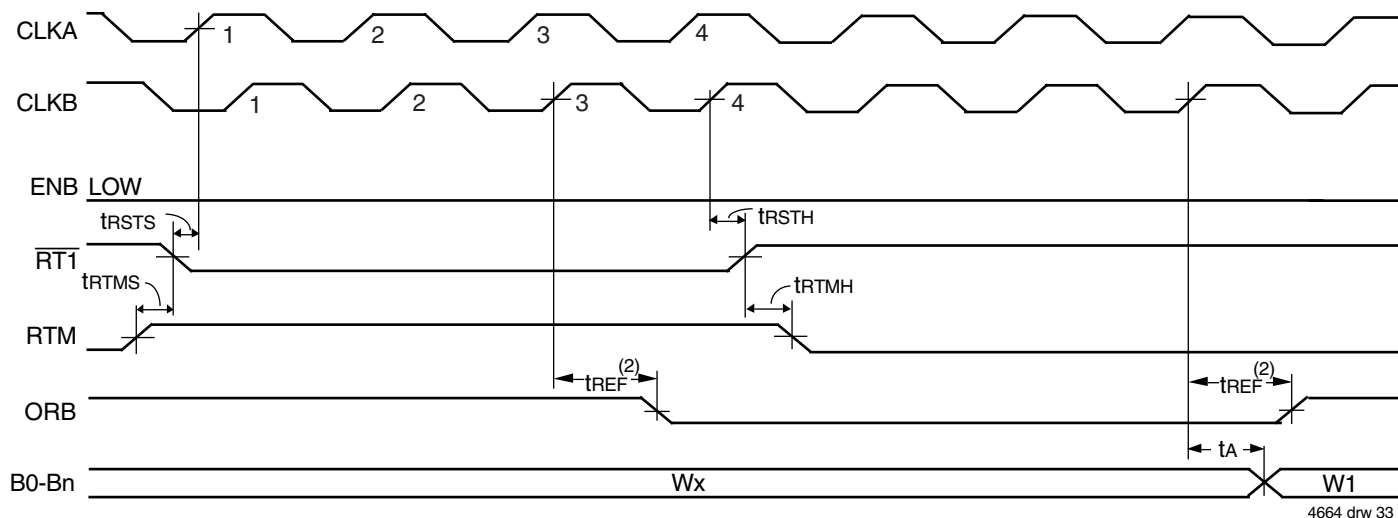 CLKA 1 2 3 4
CLKB 1 2 3 4
ENB LOW
tRSTS tRSTH
RT1
tRTMS tRTMH
RTM
tREF(2) tREF(2)
ORB
tA
B0-Bn Wx W1
4664 drw 33